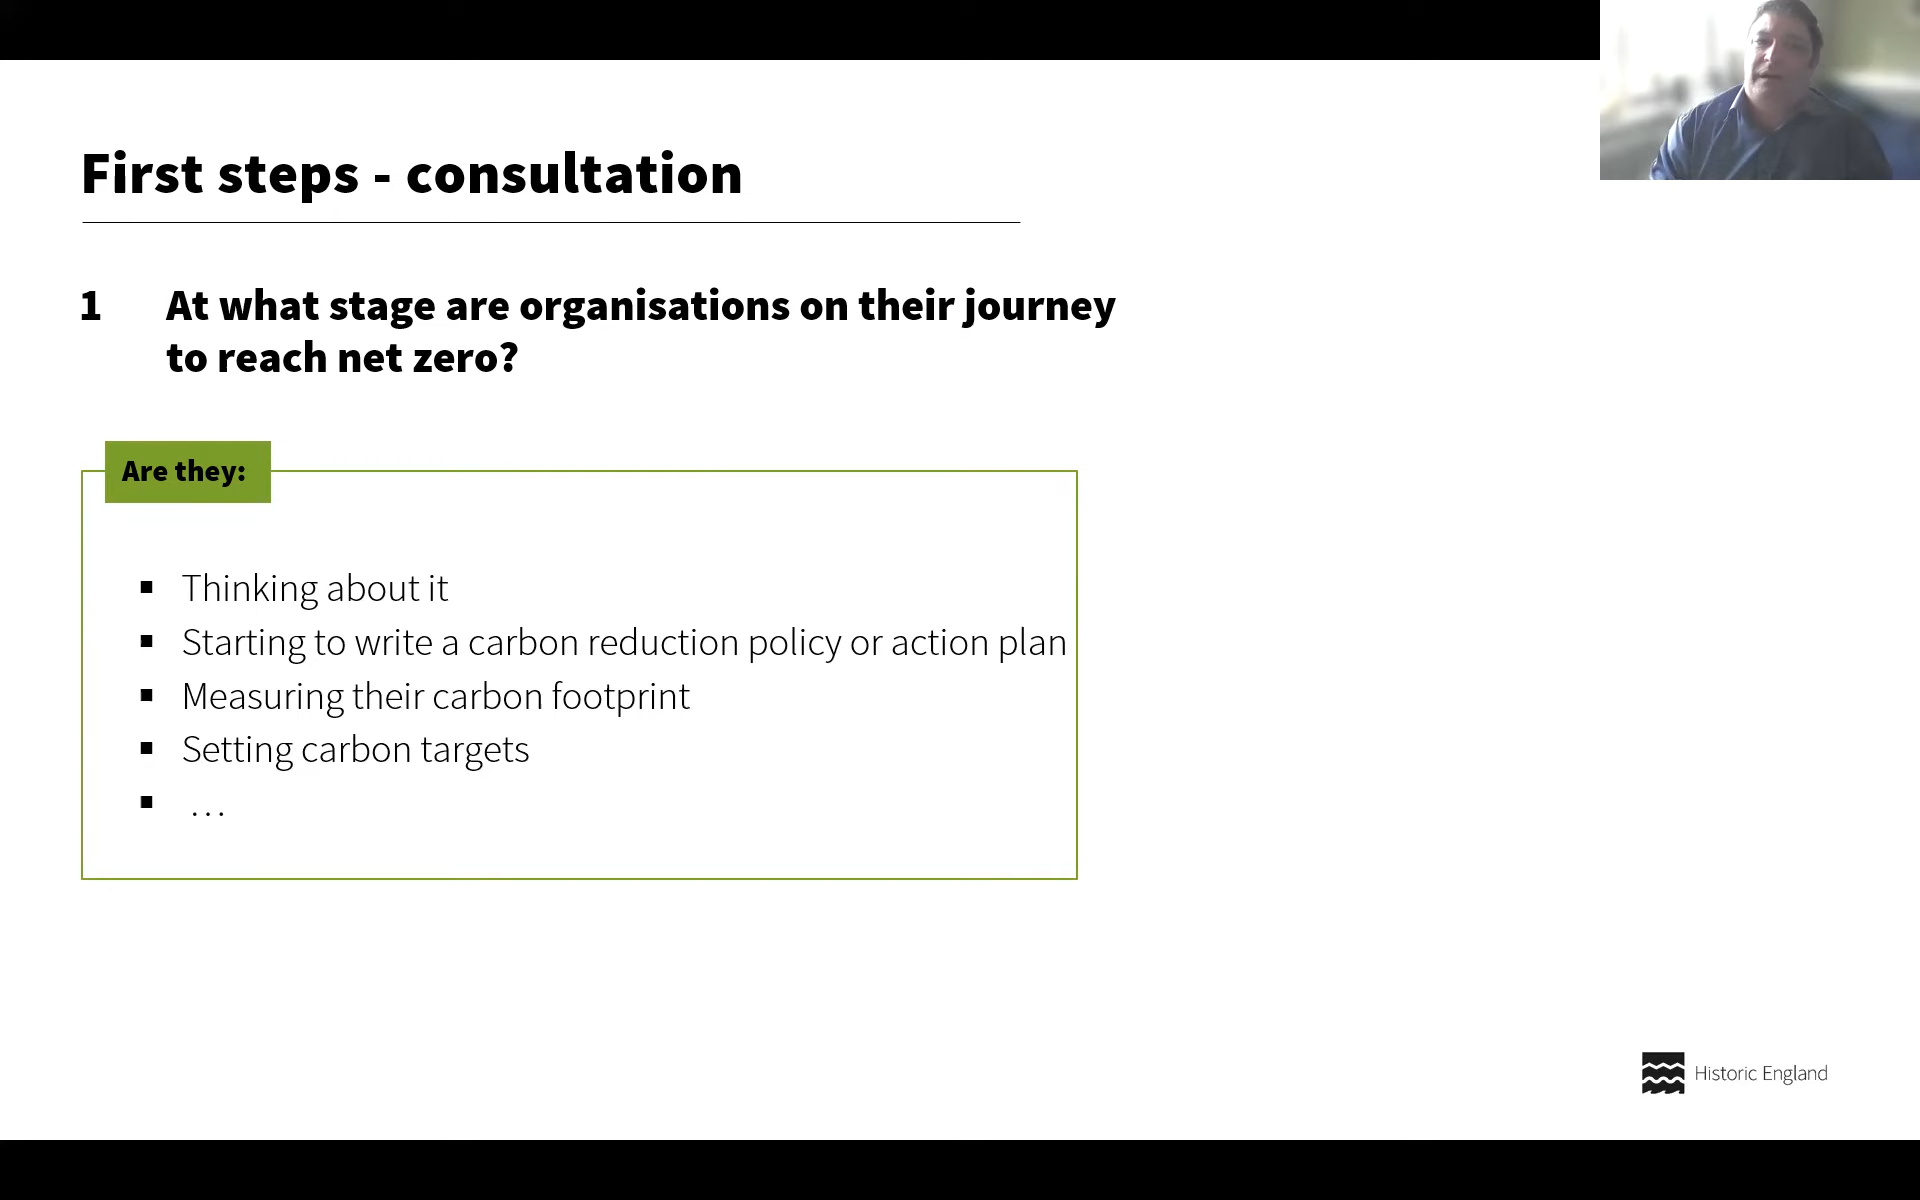 First steps - consultation
1 At what stage are organisations on their journey
to reach net zero?
Are they:
▪ Thinking about it
▪ Starting to write a carbon reduction policy or action plan
▪ Measuring their carbon footprint
▪ Setting carbon targets
▪ …
Historic England